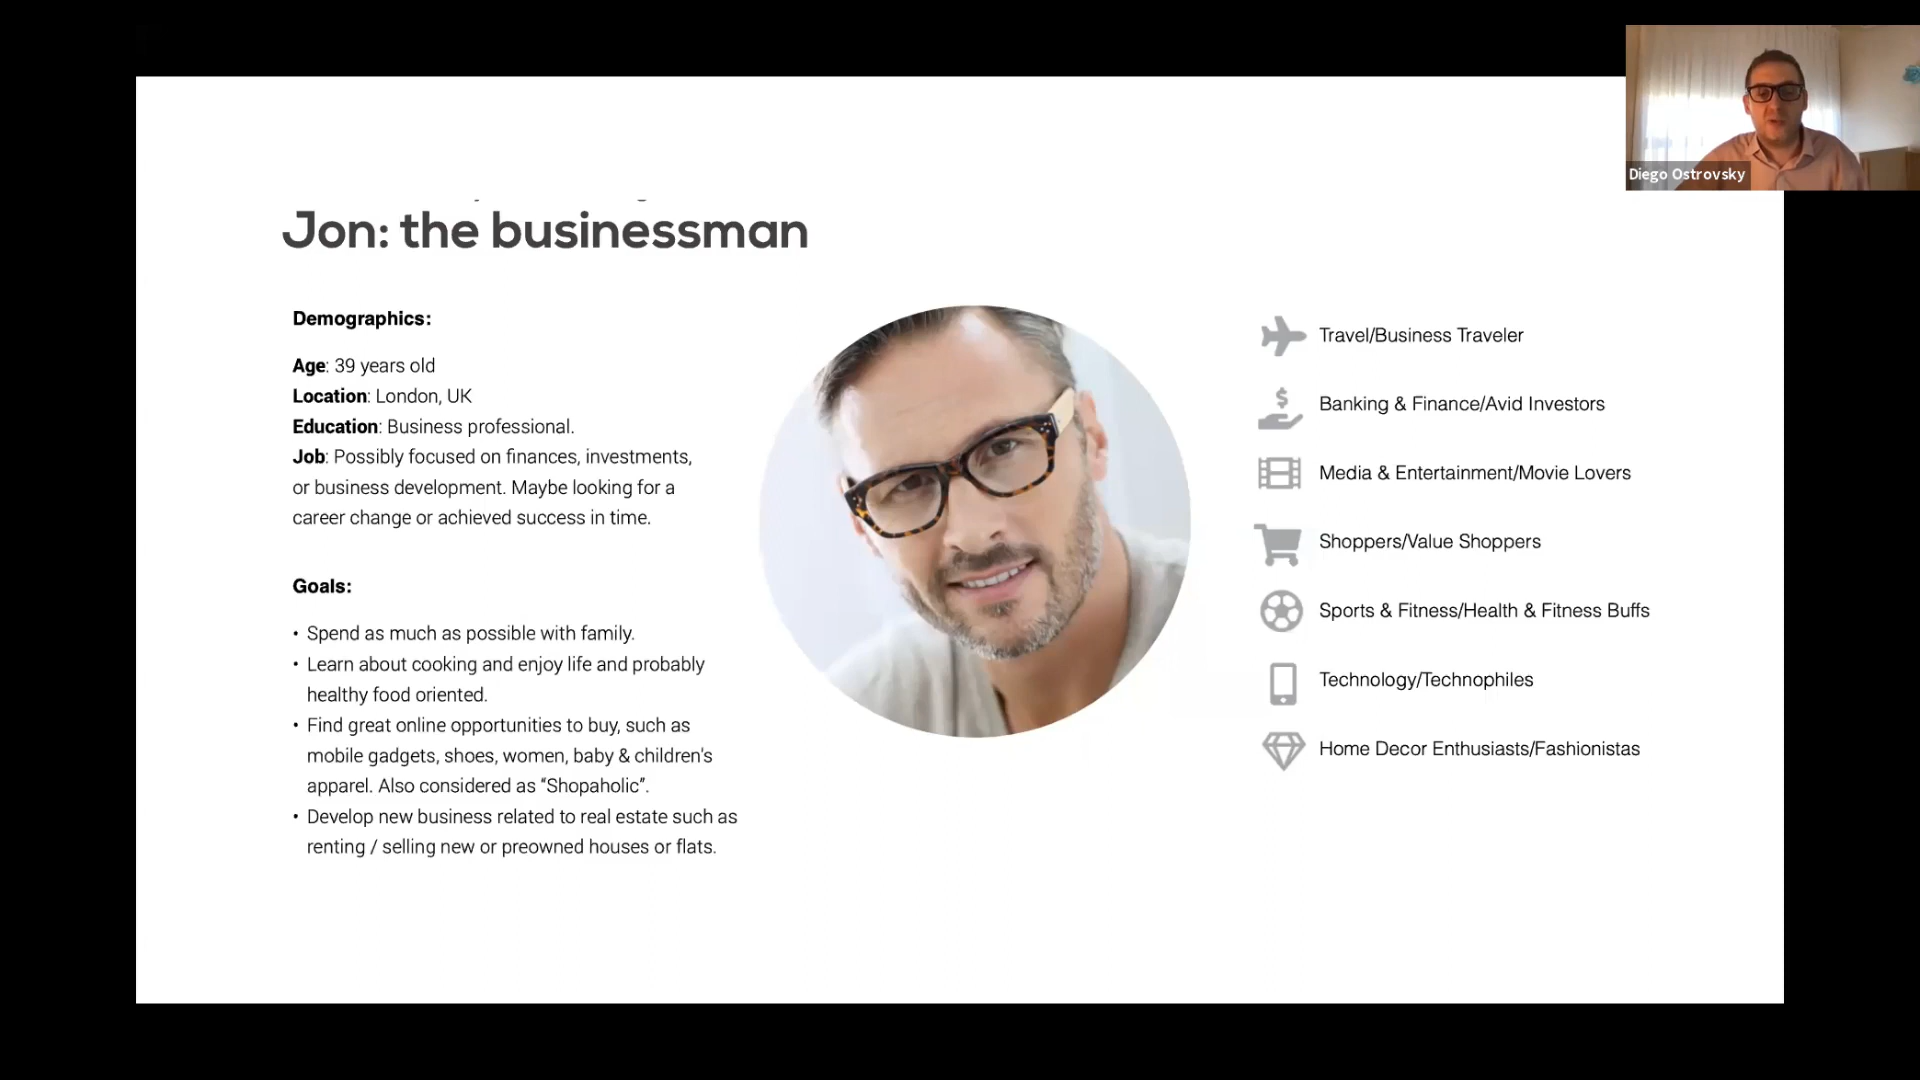 Diego Ostrovsky
Jon: the businessman
Demographics:
Age: 39 years old
Location: London, UK
Education: Business professional.
Job: Possibly focused on finances, investments,
or business development. Maybe looking for a
career change or achieved success in time.
Goals:
• Spend as much as possible with family.
• Learn about cooking and enjoy life and probably
healthy food oriented.
• Find great online opportunities to buy, such as
mobile gadgets, shoes, women, baby & children's
apparel. Also considered as “Shopaholic”.
• Develop new business related to real estate such as
renting / selling new or preowned houses or flats.
Travel/Business Traveler
Banking & Finance/Avid Investors
Media & Entertainment/Movie Lovers
Shoppers/Value Shoppers
Sports & Fitness/Health & Fitness Buffs
Technology/Technophiles
Home Decor Enthusiasts/Fashionistas